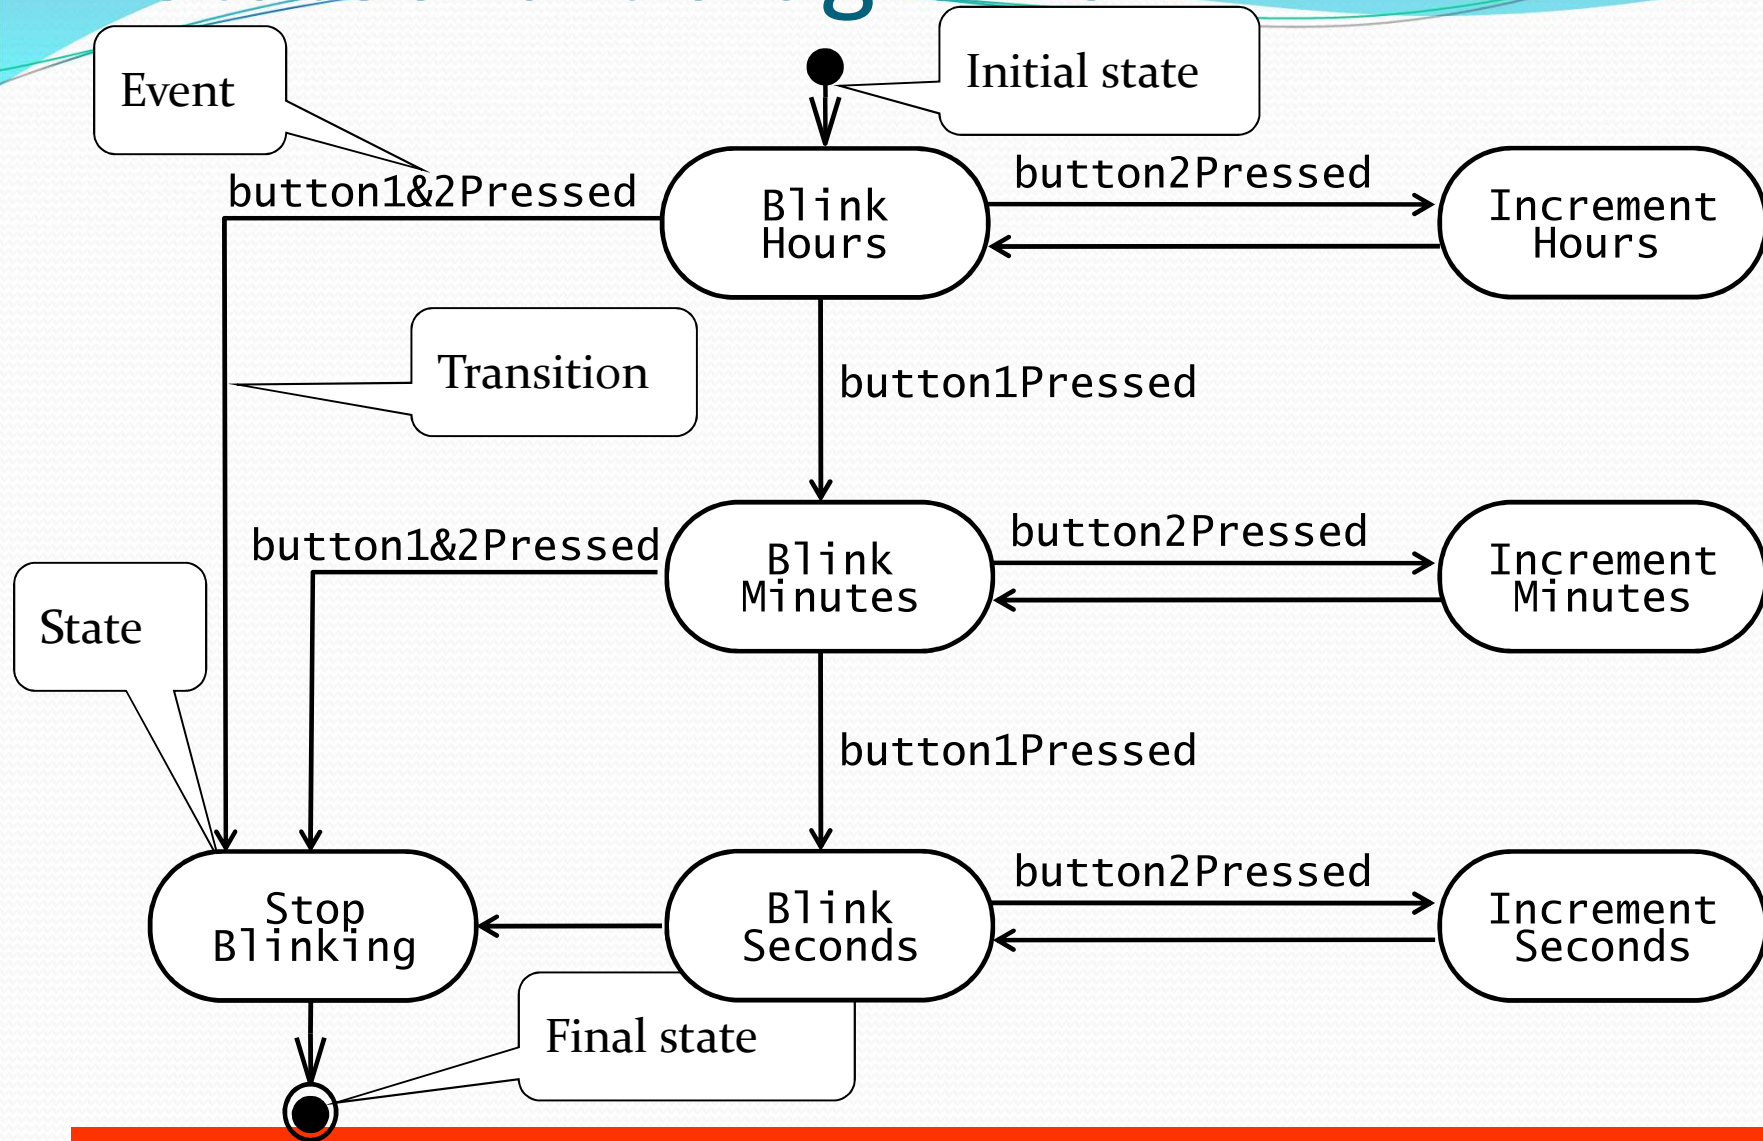 Event
Initial state
button1&2Pressed
Blink
Hours
button2Pressed
Increment
Hours
Transition
button1Pressed
button1&2Pressed
Blink
Minutes
button2Pressed
Increment
Minutes
State
button1Pressed
Stop
Blinking
Blink
Seconds
button2Pressed
Increment
Seconds
Final state